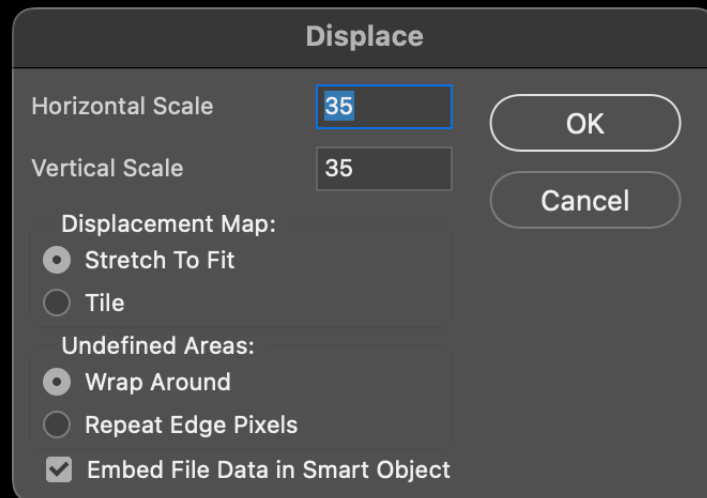 Displace
Horizontal Scale 35
OK
Vertical Scale 35
Cancel
Displacement Map:
Stretch To Fit
Tile
Undefined Areas:
Wrap Around
Repeat Edge Pixels
Embed File Data in Smart Object